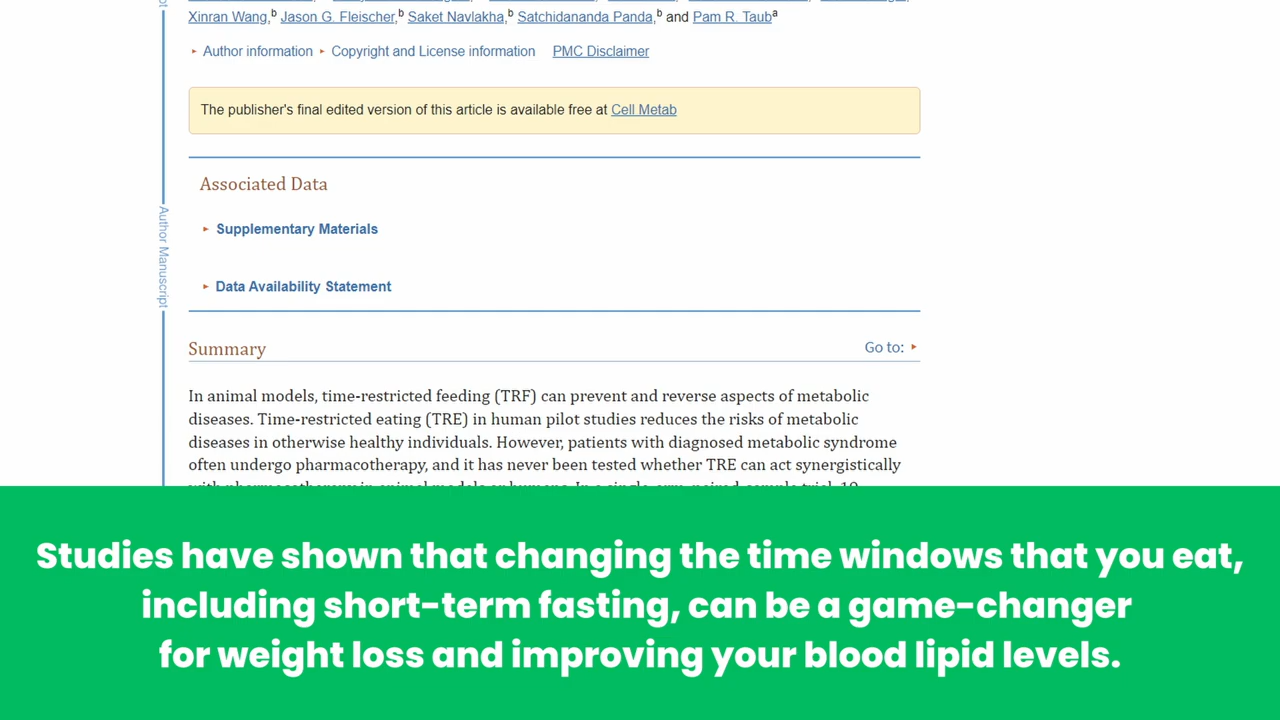 Xinran Wang,b Jason G. Fleischer,b Saket Navlakha,b Satchidananda Panda,b and Pam R. Tauba
Author information Copyright and License information PMC Disclaimer
The publisher's final edited version of this article is available free at Cell Metab
Associated Data
Supplementary Materials
Author Manuscript
Data Availability Statement
Summary
Go to:
In animal models, time-restricted feeding (TRF) can prevent and reverse aspects of metabolic
diseases. Time-restricted eating (TRE) in human pilot studies reduces the risks of metabolic
diseases in otherwise healthy individuals. However, patients with diagnosed metabolic syndrome
often undergo pharmacotherapy, and it has never been tested whether TRE can act synergistically
Studies have shown that changing the time windows that you eat,
including short-term fasting, can be a game-changer
for weight loss and improving your blood lipid levels.